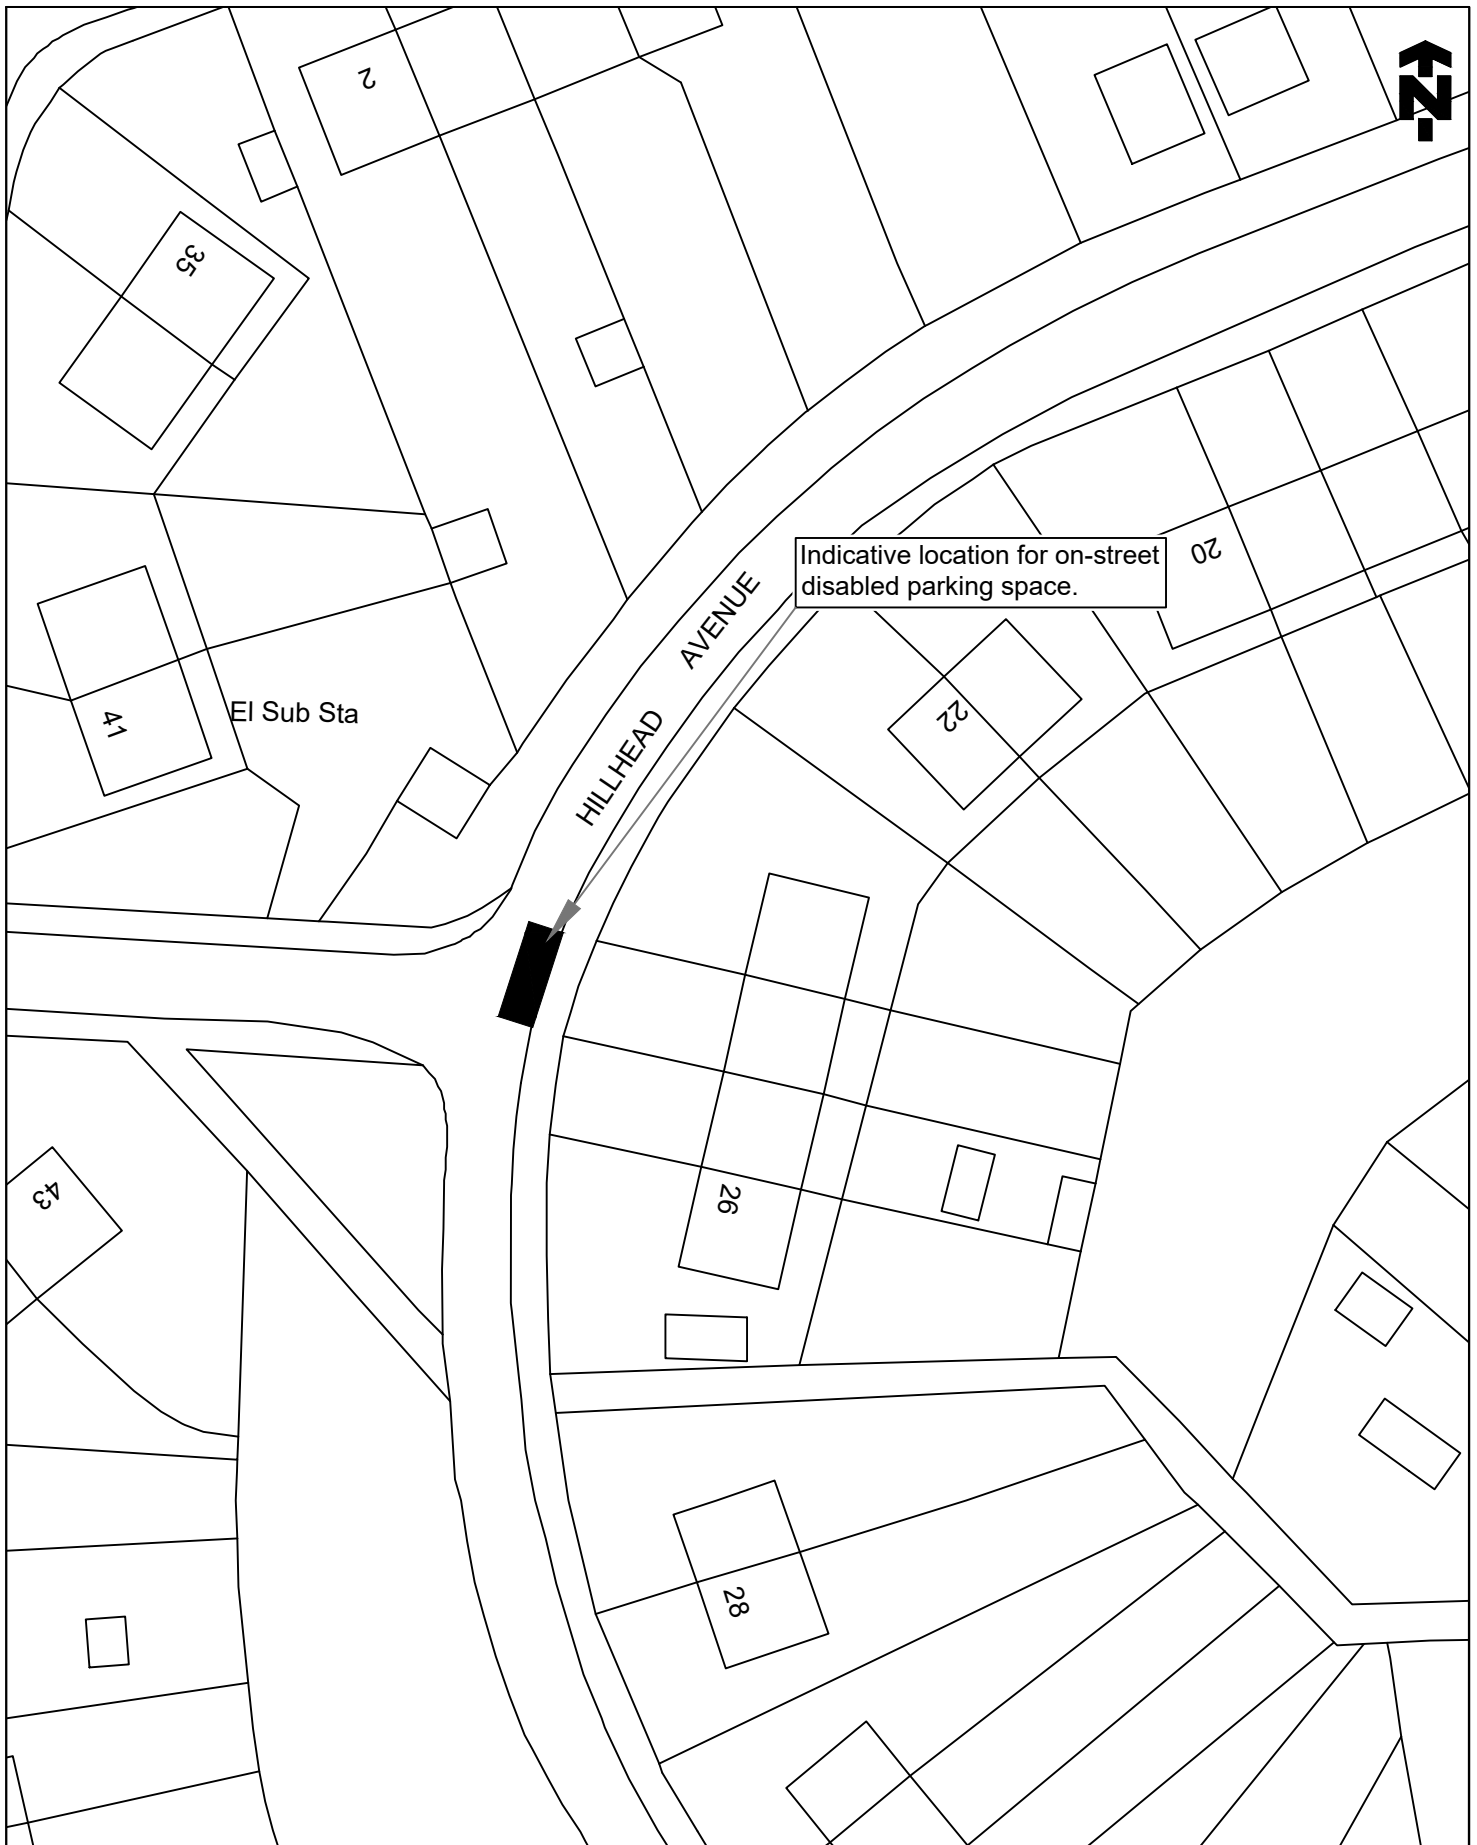 2
N
35
Indicative location for on-street
disabled parking space.
20
HILLHEAD AVENUE
22
41
El Sub Sta
43
26
28